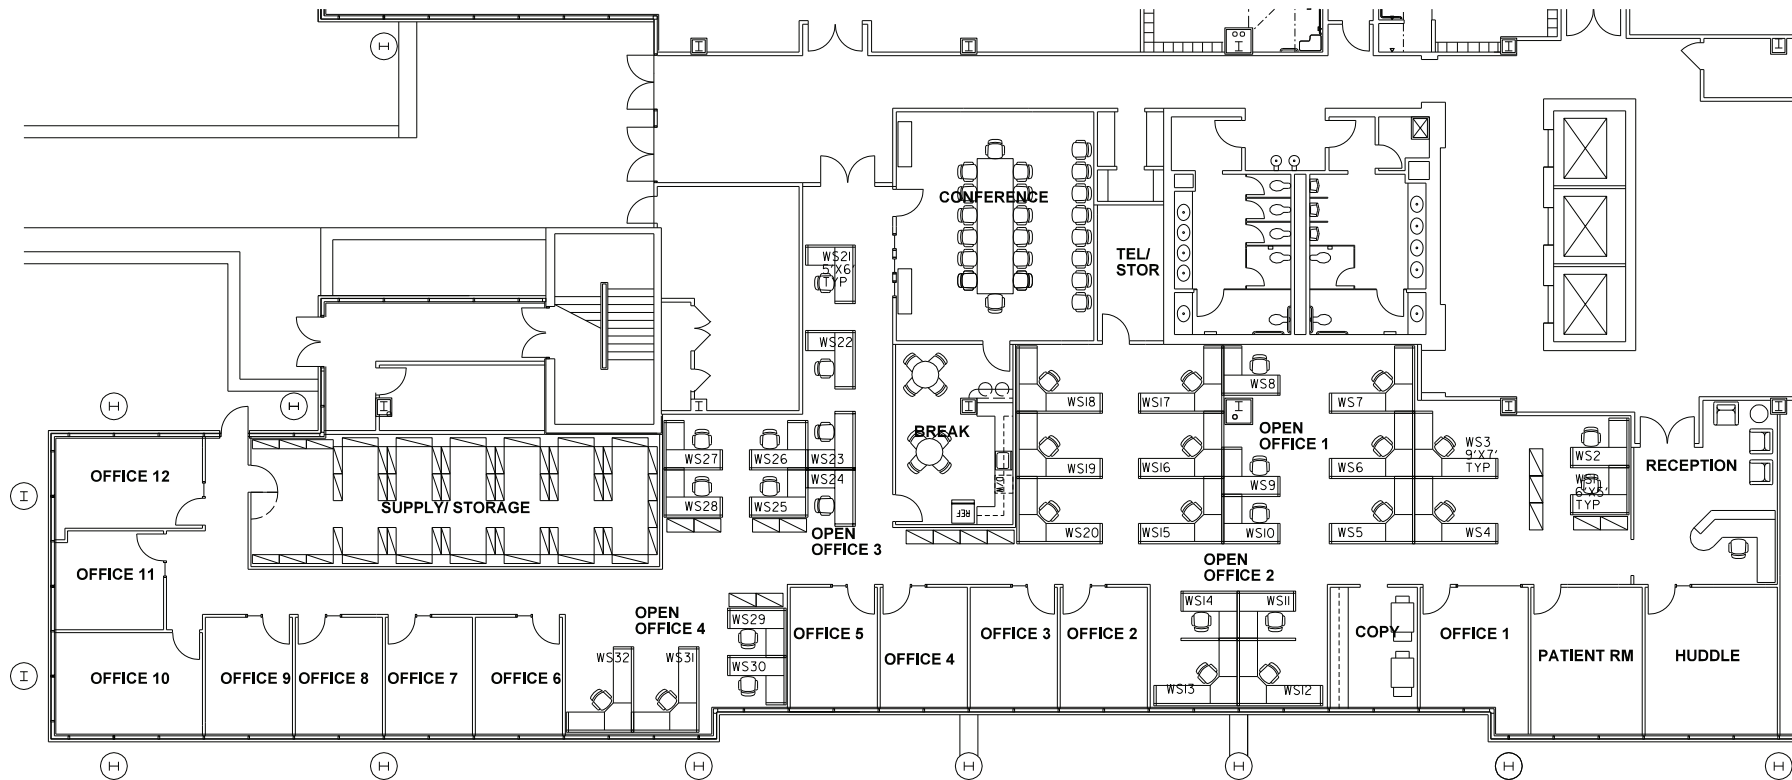 CONFERENCE
TEL/
STOR
WS21
5'X6'
TYP
WS22
WS18
WS17
WS8
WS7
BREAK
OPEN
OFFICE 1
WS3
9'X7'
TYP
WS2
RECEPTION
WS27
WS26
WS23
WS19
WS16
WS6
WS9
WS1
6'X5'
TYP
OFFICE 12
SUPPLY/ STORAGE
WS28
WS25
WS24
D/W
REF
WS20
WS15
WS10
WS5
WS4
OPEN
OFFICE 3
OPEN
OFFICE 2
OFFICE 11
OPEN
OFFICE 4
WS29
WS14
WS11
OFFICE 5
OFFICE 4
OFFICE 3
OFFICE 2
COPY
OFFICE 1
PATIENT RM
HUDDLE
WS32
WS31
WS30
WS13
WS12
OFFICE 10
OFFICE 9
OFFICE 8
OFFICE 7
OFFICE 6